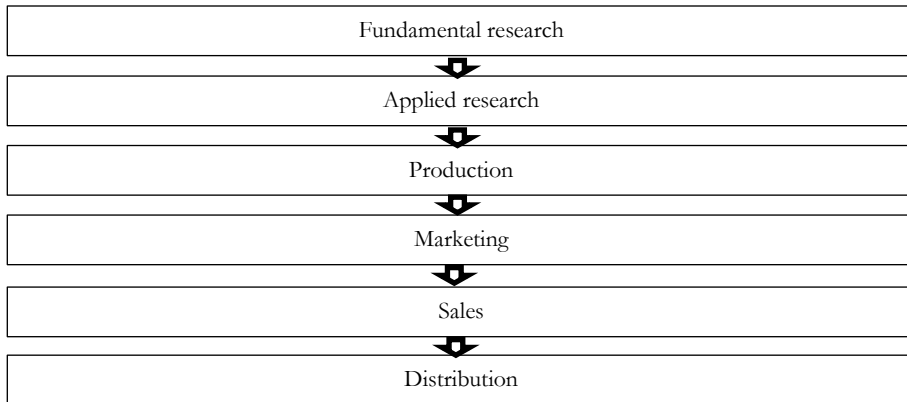 Fundamental research
Applied research
Production
Marketing
Sales
Distribution